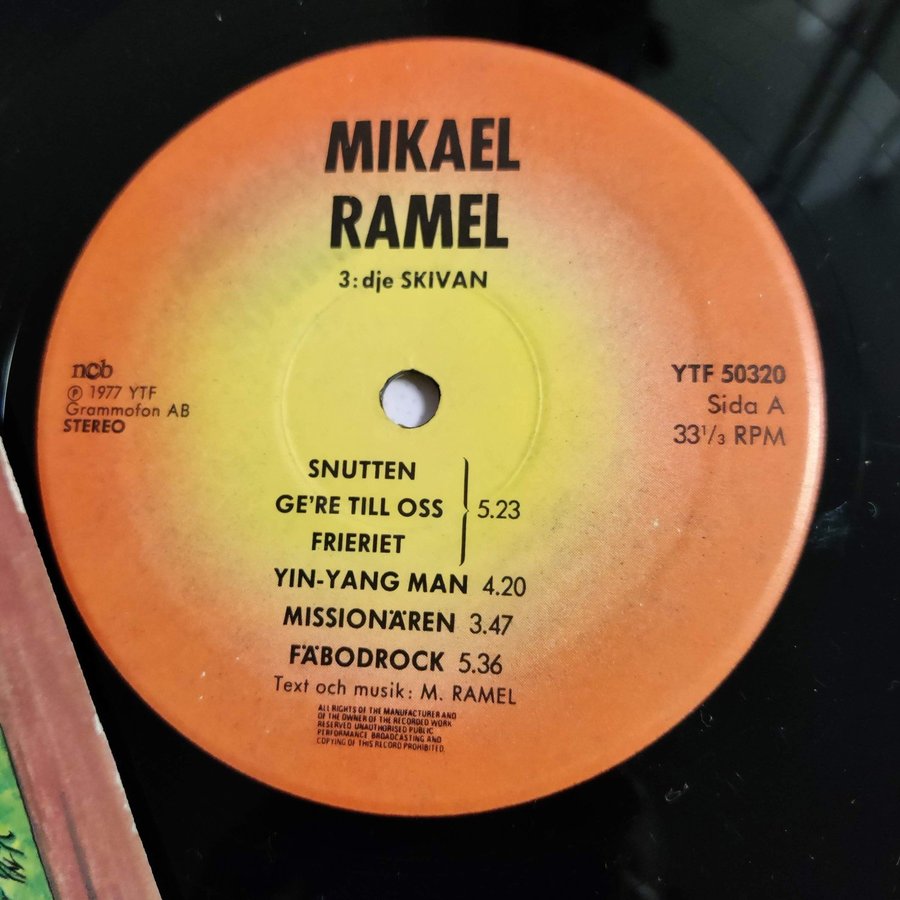 MIKAEL
RAMEL
3:dje SKIVAN
ncb
Ⓟ 1977 YTF
Grammofon AB
STEREO
YTF 50320
Sida A
33⅓ RPM
SNUTTEN
GE'RE TILL OSS 5.23
FRIERIET
YIN-YANG MAN 4.20
MISSIONÄREN 3.47
FÄBODROCK 5.36
Text och musik: M. RAMEL
ALL RIGHTS OF THE MANUFACTURER AND
OF THE OWNER OF THE RECORDED WORK
RESERVED UNAUTHORISED PUBLIC
PERFORMANCE BROADCASTING AND
COPYING OF THIS RECORD PROHIBITED.